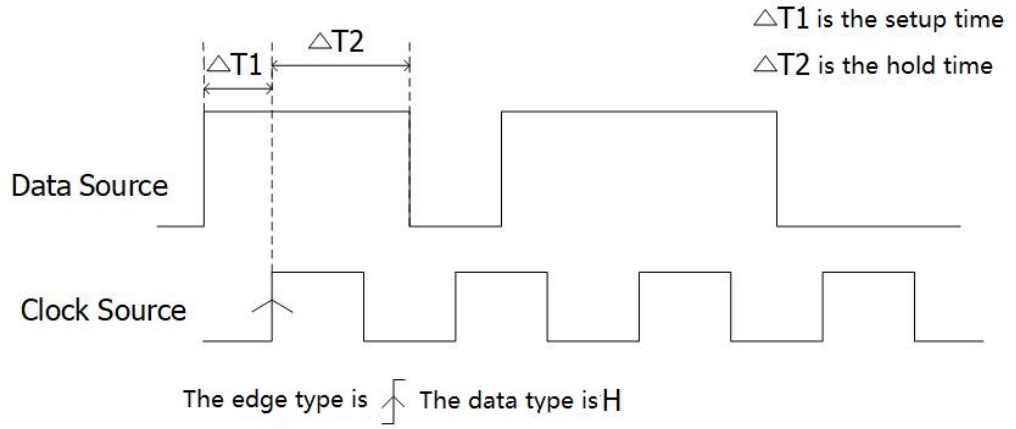 △T1 is the setup time
△T2
△T1
△T2 is the hold time
Data Source
Clock Source
The edge type is The data type is H